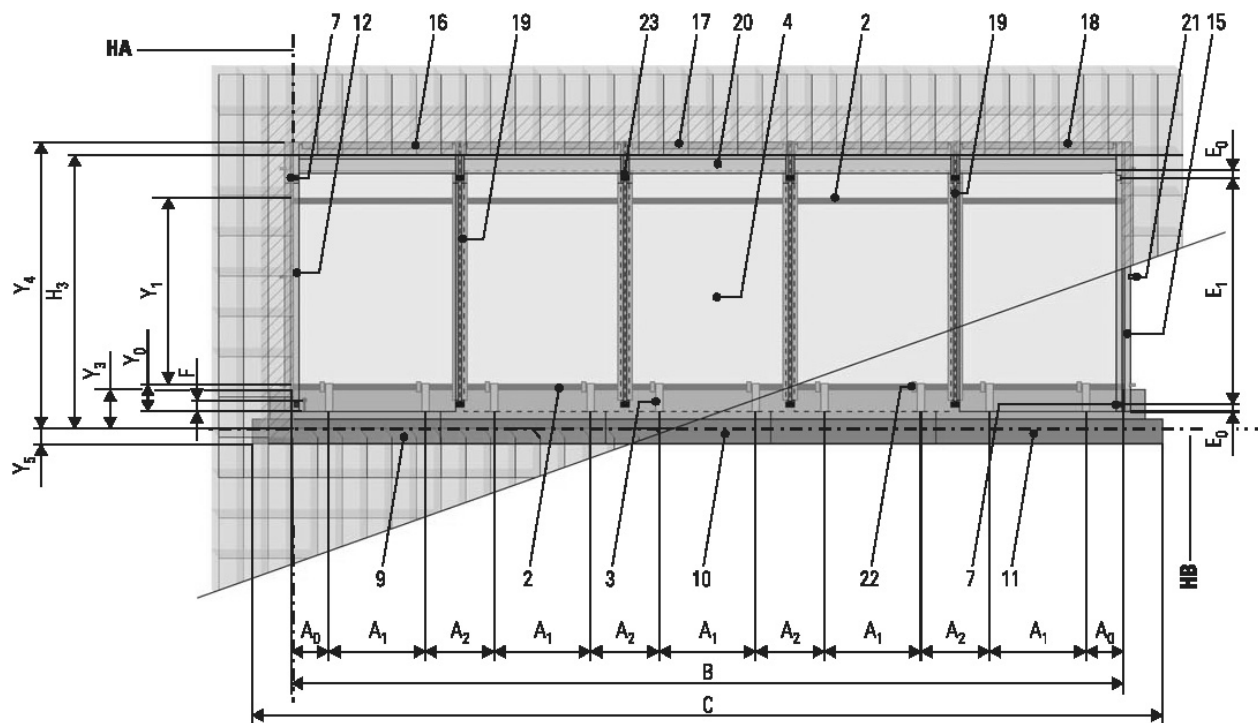 HA
7 12 16 19 23 17 20 4 2 19 18 21 15
E₀
Y₄
H₃
Y₁
E₁
Y₀
Y₃
F
Y₅
E₀
9 2 3 10 22 7 11
HB
A₀ A₁ A₂ A₁ A₂ A₁ A₂ A₁ A₂ A₁ A₀
B
C